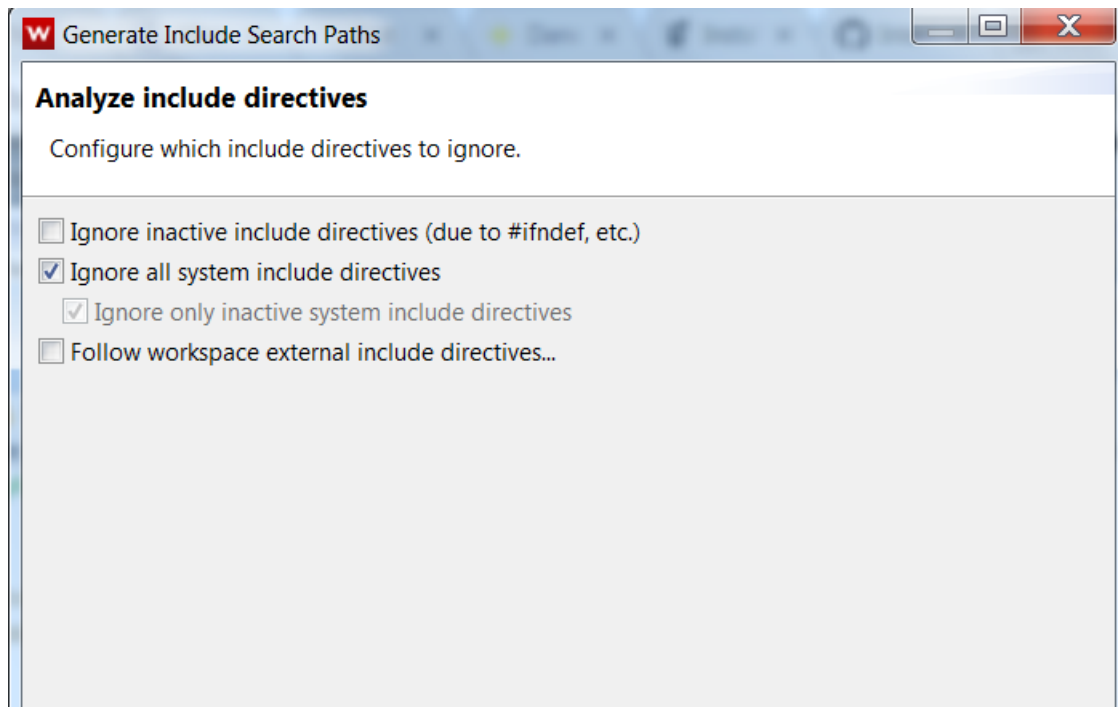 Generate Include Search Paths
Analyze include directives
Configure which include directives to ignore.
Ignore inactive include directives (due to #ifndef, etc.)
Ignore all system include directives
Ignore only inactive system include directives
Follow workspace external include directives...